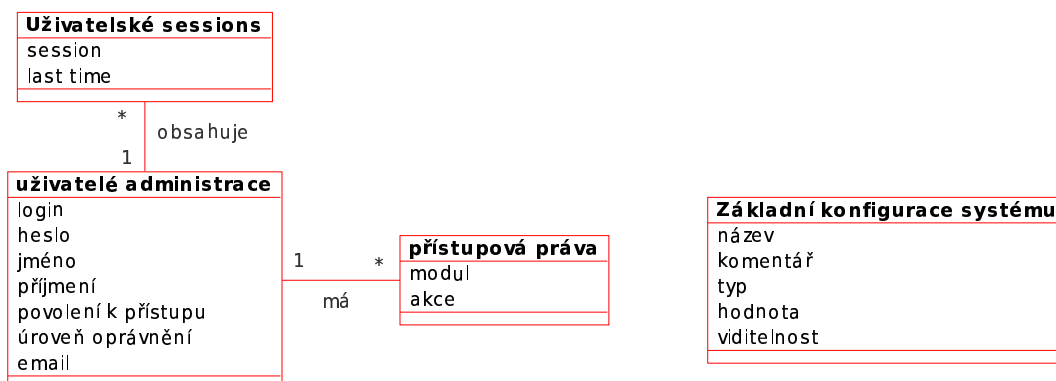 Uživatelské sessions
session
last time
*
obsahuje
1
uživatelé administrace
login
heslo
jméno
příjmení
povolení k přístupu
úroveň oprávnění
email
1
*
má
přístupová práva
modul
akce
Základní konfigurace systému
název
komentář
typ
hodnota
viditelnost